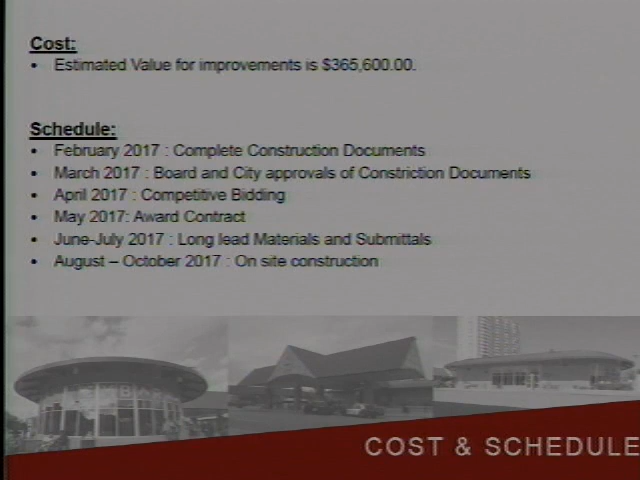 Cost:
• Estimated Value for improvements is $365,600.00.
Schedule:
• February 2017 : Complete Construction Documents
• March 2017 : Board and City approvals of Constriction Documents
• April 2017 : Competitive Bidding
• May 2017: Award Contract
• June-July 2017 : Long lead Materials and Submittals
• August – October 2017 : On site construction
COST & SCHEDULE